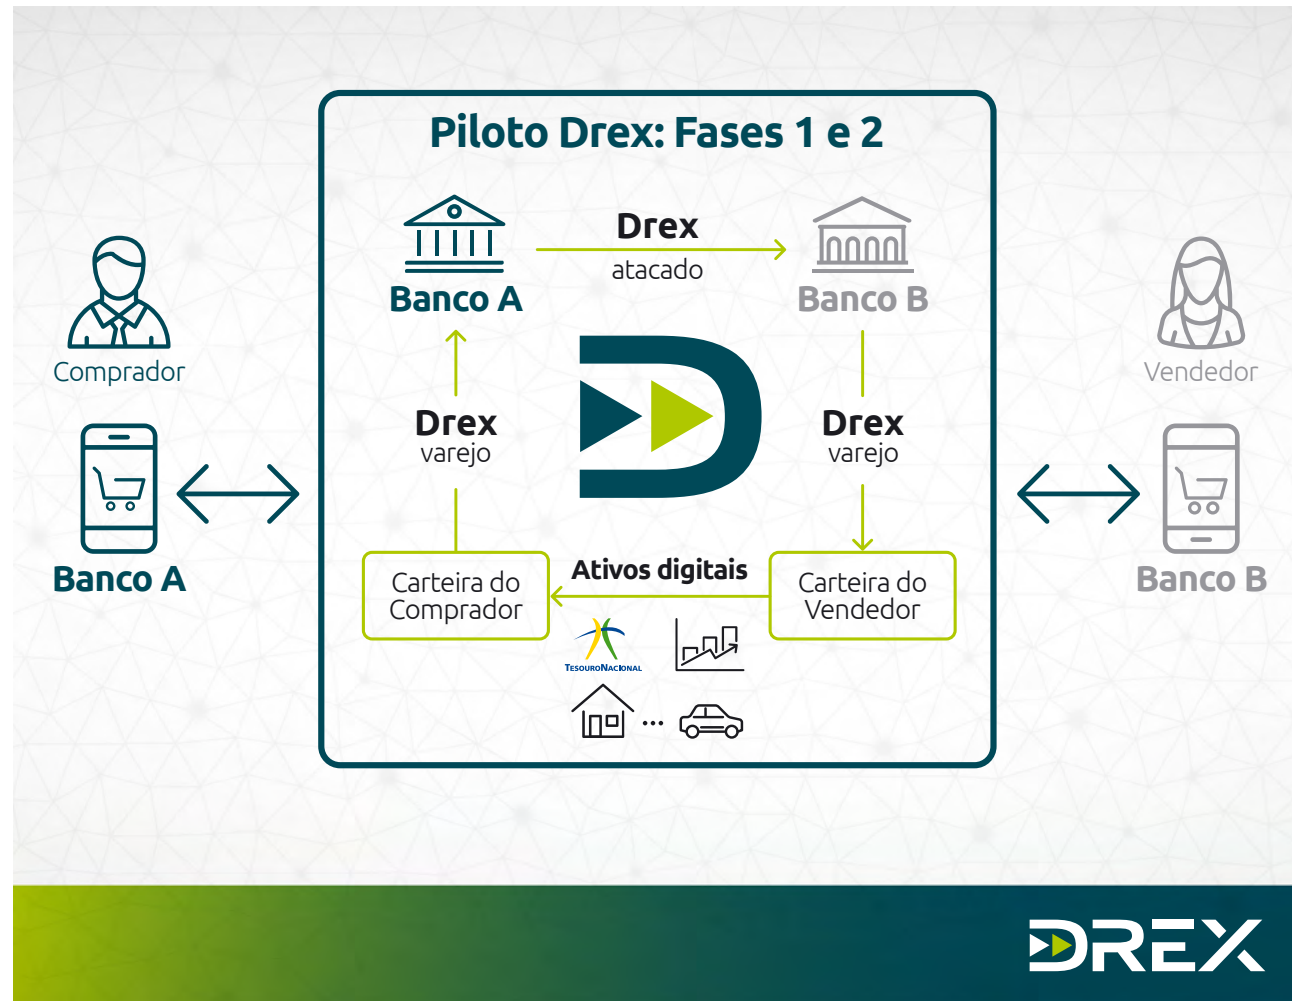 Piloto Drex: Fases 1 e 2
Drex
atacado
Banco A
Banco B
Comprador
Vendedor
Drex
varejo
Drex
varejo
Banco A
Banco B
Carteira do
Comprador
Ativos digitais
Carteira do
Vendedor
TESOURONACIONAL
...
DREX